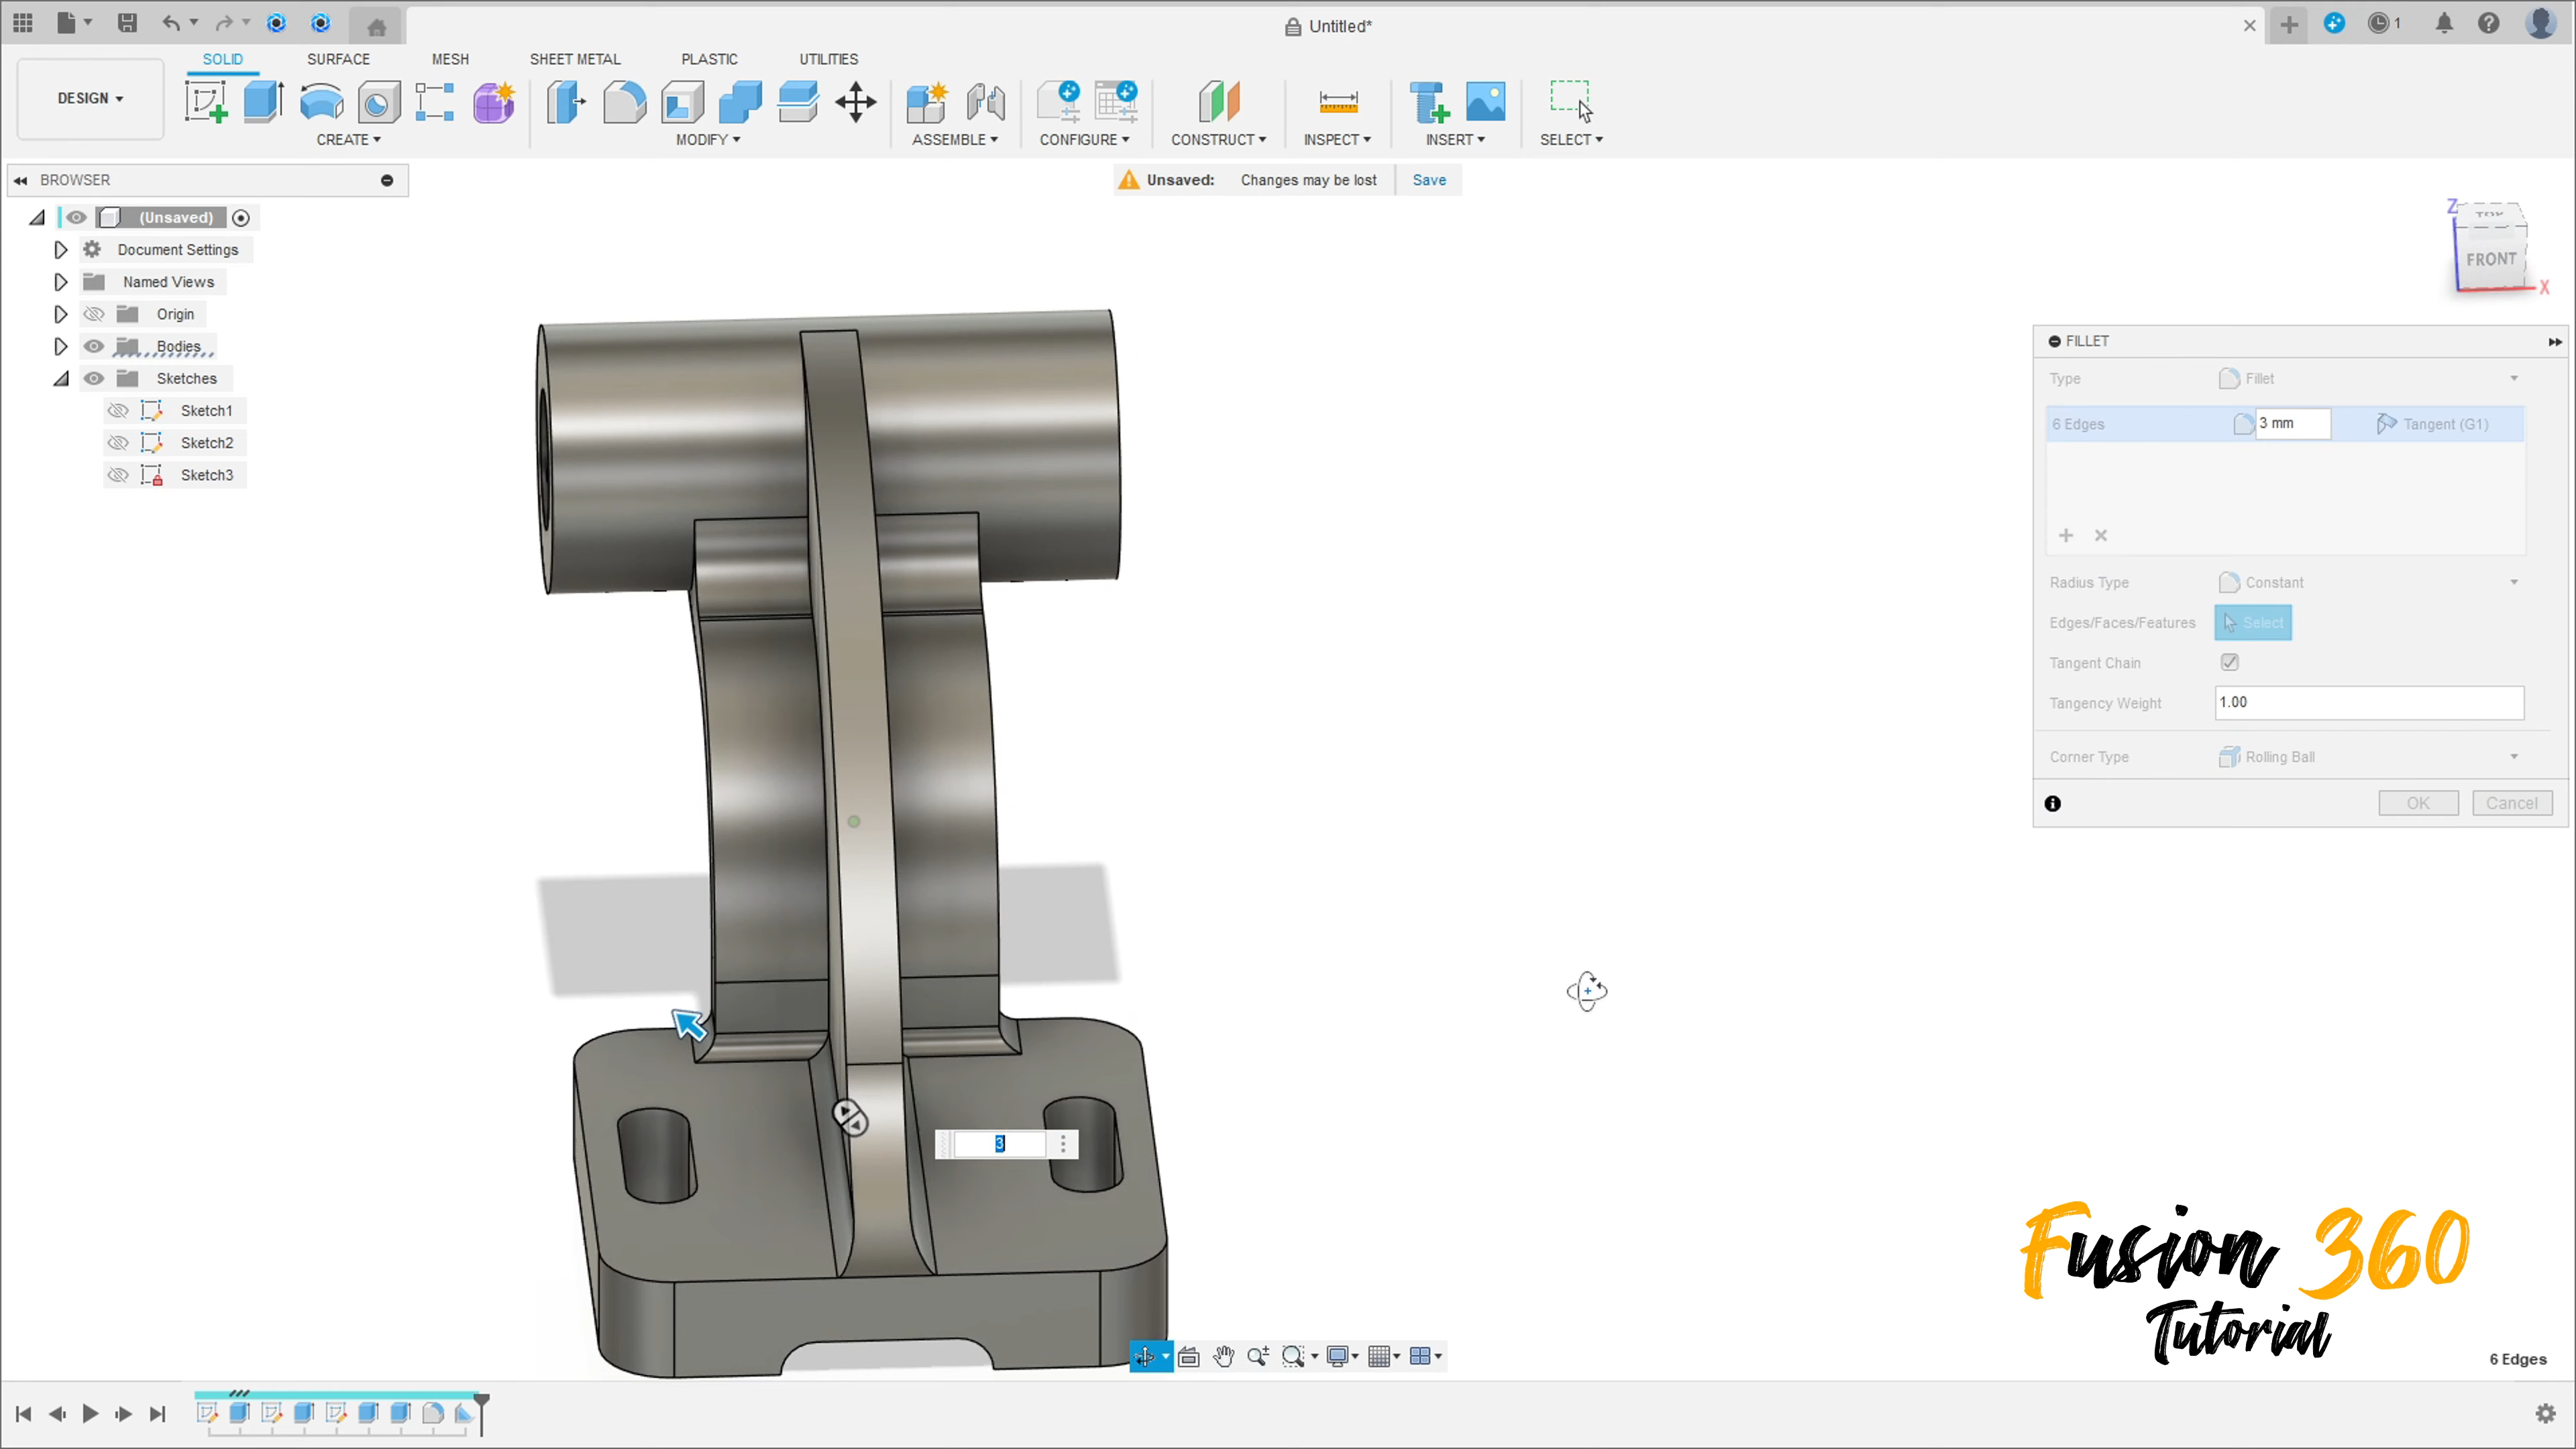 Untitled*
1
SOLID
SURFACE
MESH
SHEET METAL
PLASTIC
UTILITIES
DESIGN
CREATE
MODIFY
ASSEMBLE
CONFIGURE
CONSTRUCT
INSPECT
INSERT
SELECT
BROWSER
Unsaved: Changes may be lost Save
(Unsaved)
Document Settings
Named Views
Origin
Bodies
Sketches
Sketch1
Sketch2
Sketch3
Z
TOP
FRONT
X
FILLET
Type Fillet
6 Edges 3 mm Tangent (G1)
Radius Type Constant
Edges/Faces/Features Select
Tangent Chain
Tangency Weight 1.00
Corner Type Rolling Ball
OK Cancel
3
Fusion 360
Tutorial
6 Edges